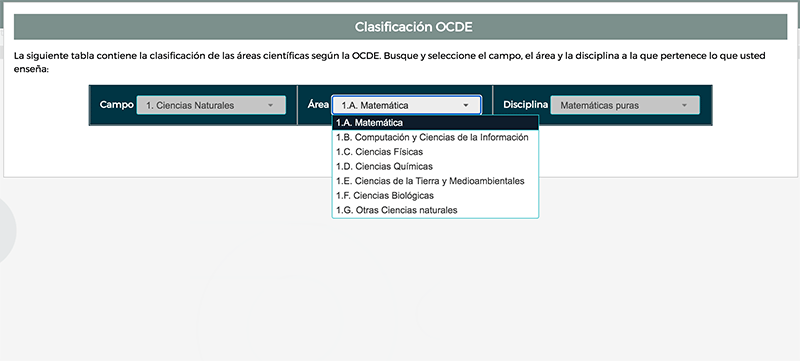 Clasificación OCDE
La siguiente tabla contiene la clasificación de las áreas científicas según la OCDE. Busque y seleccione el campo, el área y la disciplina a la que pertenece lo que usted
enseña:
Campo 1. Ciencias Naturales Área 1.A. Matemática Disciplina Matemáticas puras
1.A. Matemática
1.B. Computación y Ciencias de la Información
1.C. Ciencias Físicas
1.D. Ciencias Químicas
1.E. Ciencias de la Tierra y Medioambientales
1.F. Ciencias Biológicas
1.G. Otras Ciencias naturales